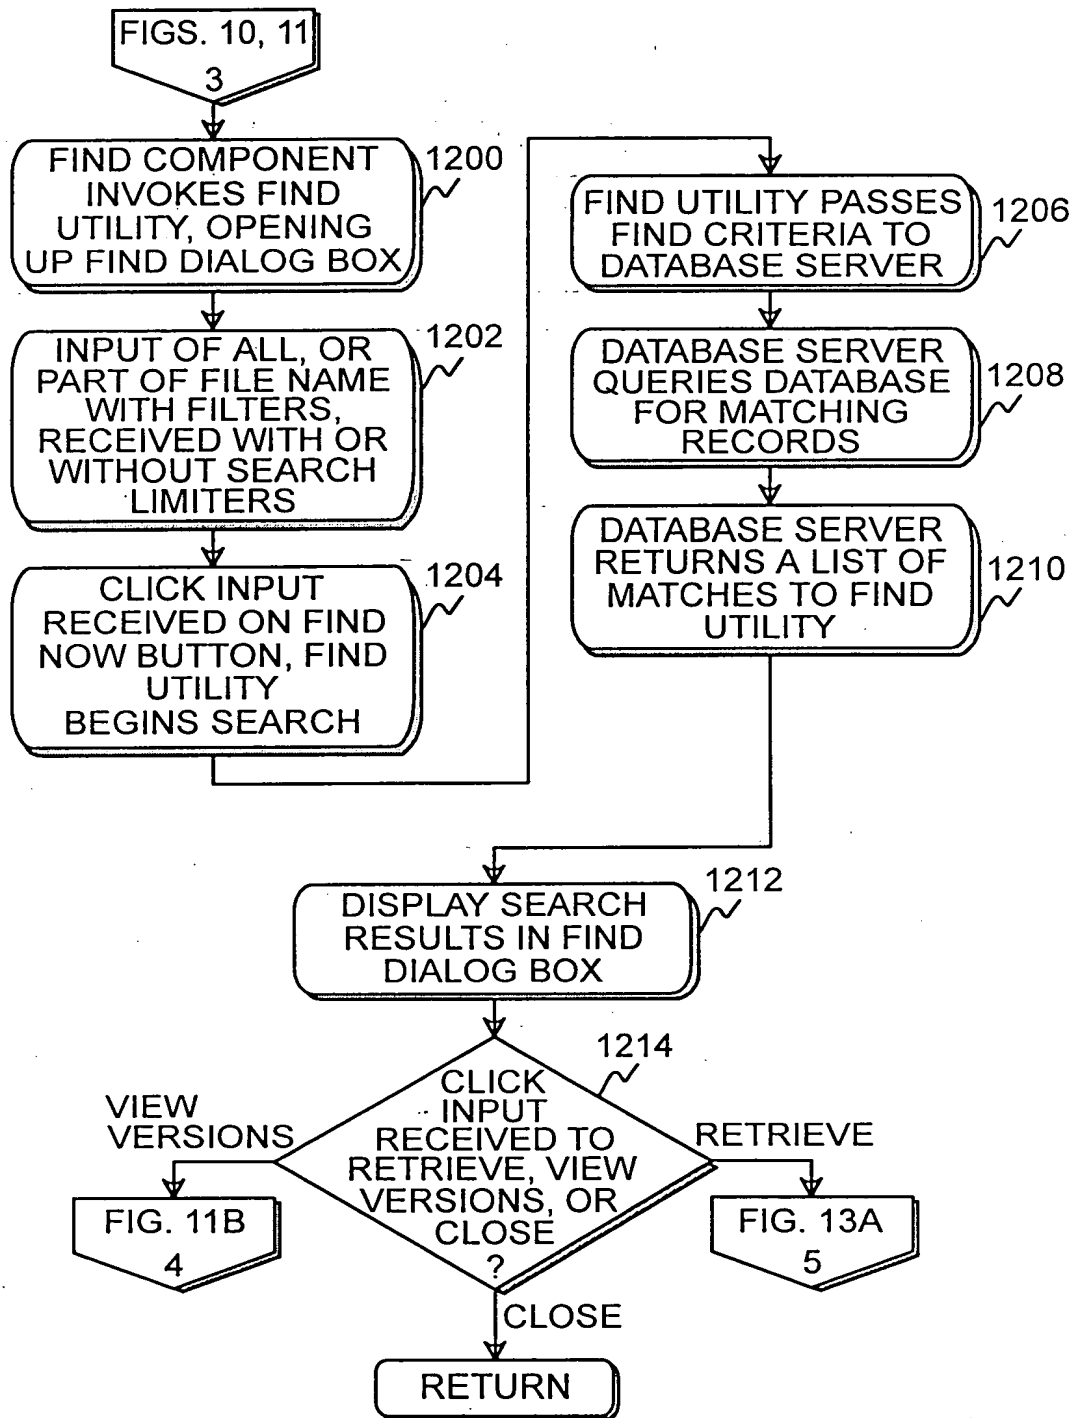 FIGS. 10, 11
3
FIND COMPONENT
INVOKES FIND
UTILITY, OPENING
UP FIND DIALOG BOX
1200
INPUT OF ALL, OR
PART OF FILE NAME
WITH FILTERS,
RECEIVED WITH OR
WITHOUT SEARCH
LIMITERS
1202
CLICK INPUT
RECEIVED ON FIND
NOW BUTTON, FIND
UTILITY
BEGINS SEARCH
1204
FIND UTILITY PASSES
FIND CRITERIA TO
DATABASE SERVER
1206
DATABASE SERVER
QUERIES DATABASE
FOR MATCHING
RECORDS
1208
DATABASE SERVER
RETURNS A LIST OF
MATCHES TO FIND
UTILITY
1210
DISPLAY SEARCH
RESULTS IN FIND
DIALOG BOX
1212
CLICK
INPUT
RECEIVED TO
RETRIEVE, VIEW
VERSIONS, OR
CLOSE
?
1214
VIEW
VERSIONS
FIG. 11B
4
RETRIEVE
FIG. 13A
5
CLOSE
RETURN